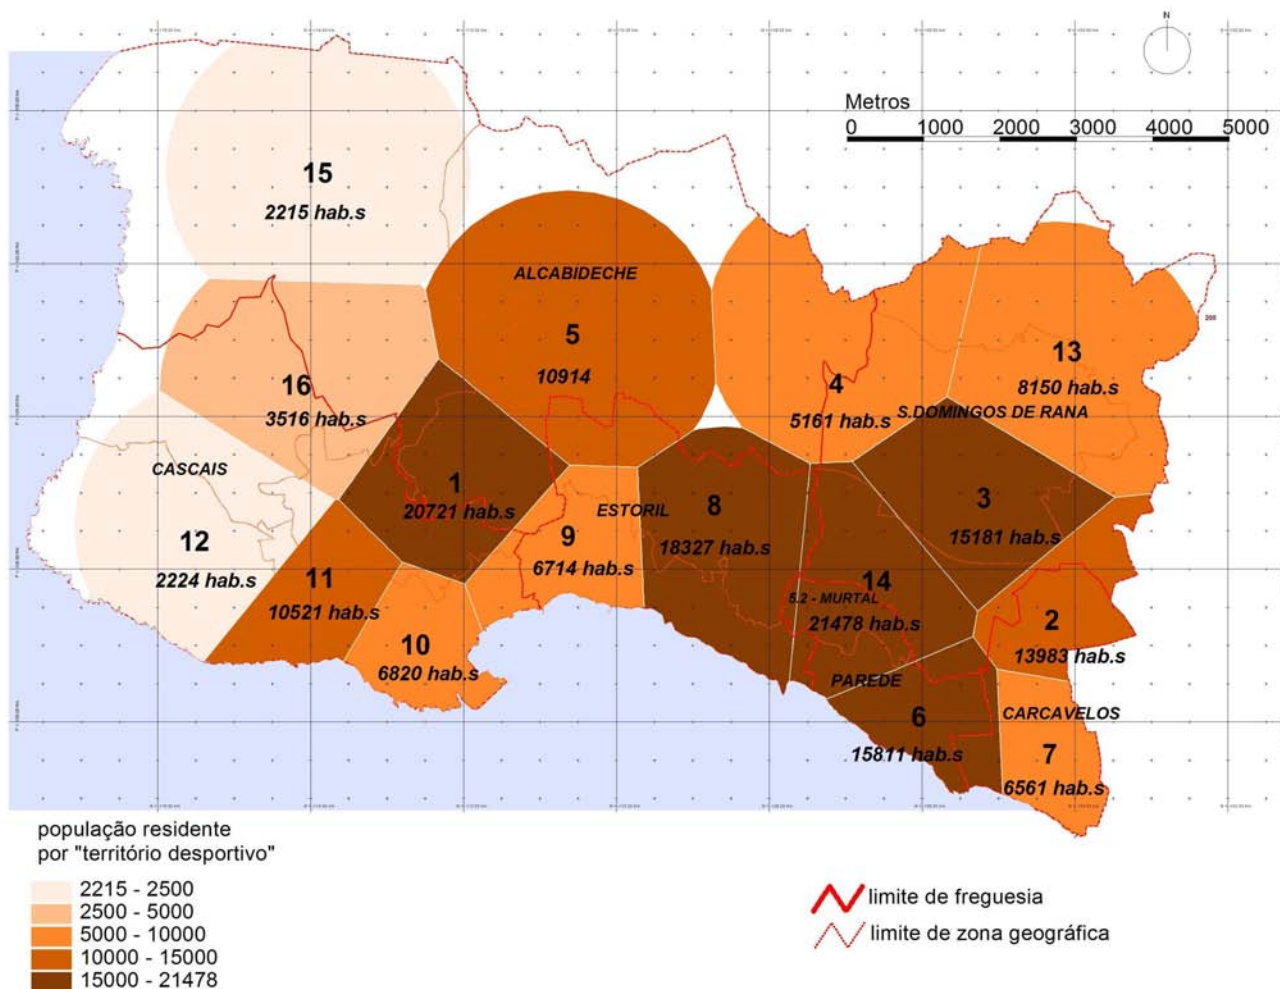 N
Metros
0 1000 2000 3000 4000 5000
15
2215 hab.s
ALCABIDECHE
5
10914
16
3516 hab.s
4
5161 hab.s
13
8150 hab.s
S.DOMINGOS DE RANA
CASCAIS
1
20721 hab.s
ESTORIL
8
18327 hab.s
3
15181 hab.s
12
2224 hab.s
11
10521 hab.s
9
6714 hab.s
14
5.2 - MURTAL
21478 hab.s
2
13983 hab.s
10
6820 hab.s
PAREDE
6
15811 hab.s
CARCAVELOS
7
6561 hab.s
população residente
por "território desportivo"
2215 - 2500
2500 - 5000
5000 - 10000
10000 - 15000
15000 - 21478
limite de freguesia
limite de zona geográfica